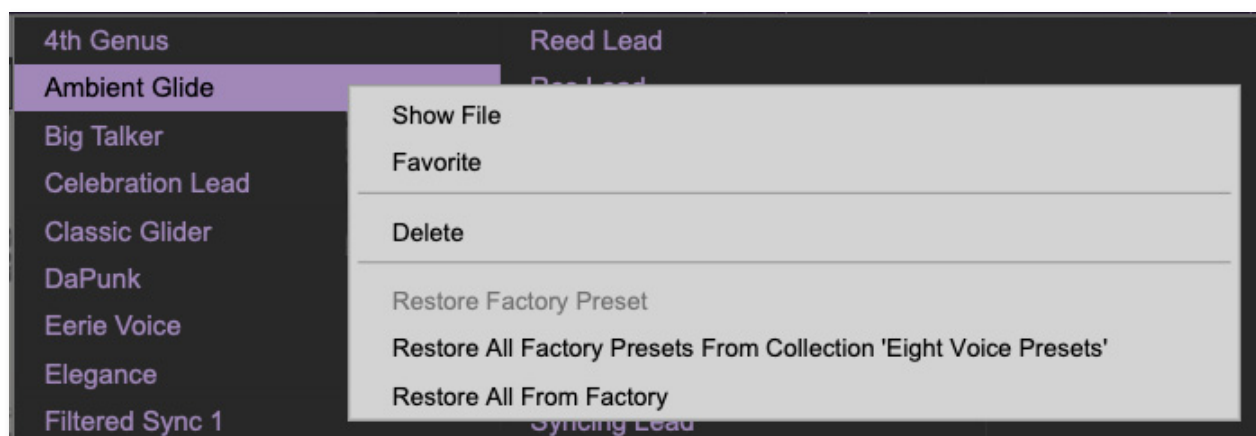 4th Genus
Ambient Glide
Big Talker
Celebration Lead
Classic Glider
DaPunk
Eerie Voice
Elegance
Filtered Sync 1
Reed Lead
Show File
Favorite
Delete
Restore Factory Preset
Restore All Factory Presets From Collection 'Eight Voice Presets'
Restore All From Factory
Syncing Lead